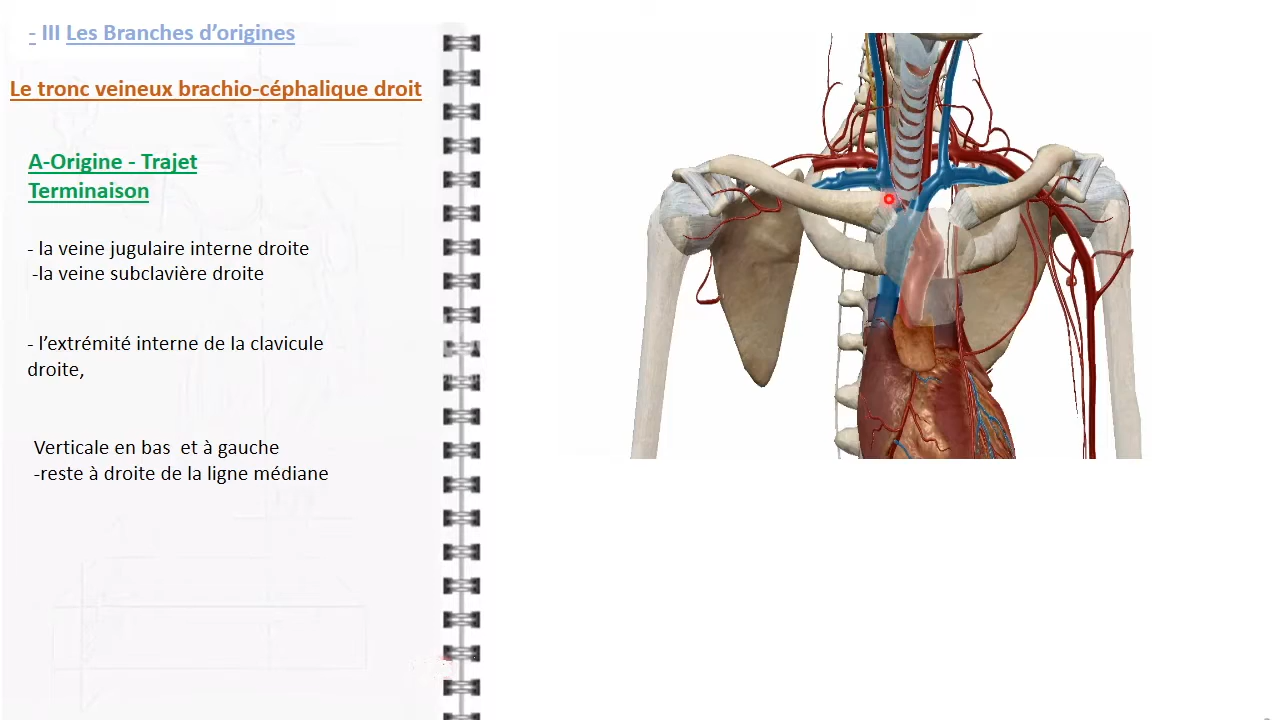 - III Les Branches d'origines
Le tronc veineux brachio-céphalique droit
A-Origine - Trajet
Terminaison
- la veine jugulaire interne droite
-la veine subclavière droite
- l'extrémité interne de la clavicule
droite,
Verticale en bas et à gauche
-reste à droite de la ligne médiane